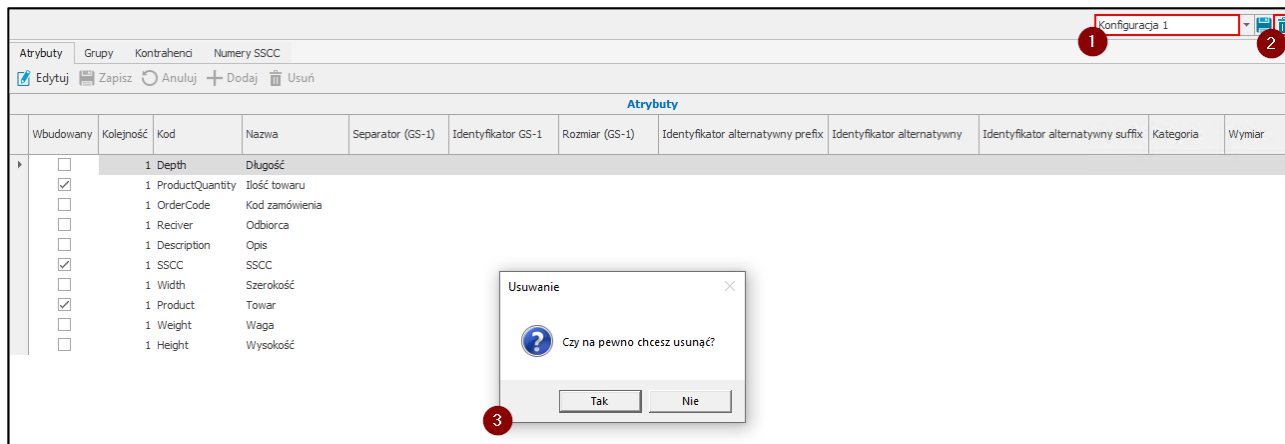 Konfiguracja 1
1
2
Atrybuty Grupy Kontrahenci Numery SSCC
Edytuj Zapisz Anuluj Dodaj Usuń
Atrybuty
Wbudowany Kolejność Kod Nazwa Separator (GS-1) Identyfikator GS-1 Rozmiar (GS-1) Identyfikator alternatywny prefix Identyfikator alternatywny Identyfikator alternatywny suffix Kategoria Wymiar
1 Depth Długość
1 ProductQuantity Ilość towaru
1 OrderCode Kod zamówienia
1 Reciver Odbiorca
1 Description Opis
1 SSCC SSCC
1 Width Szerokość
1 Product Towar
1 Weight Waga
1 Height Wysokość
Usuwanie
Czy na pewno chcesz usunąć?
Tak Nie
3